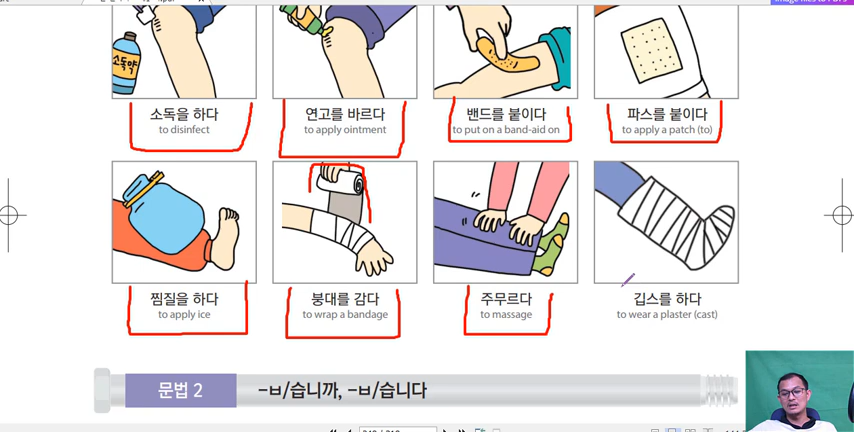 소독약
소독을 하다
to disinfect
연고를 바르다
to apply ointment
밴드를 붙이다
to put on a band-aid on
파스를 붙이다
to apply a patch (to)
찜질을 하다
to apply ice
붕대를 감다
to wrap a bandage
주무르다
to massage
깁스를 하다
to wear a plaster (cast)
문법 2
-ㅂ/습니까, -ㅂ/습니다